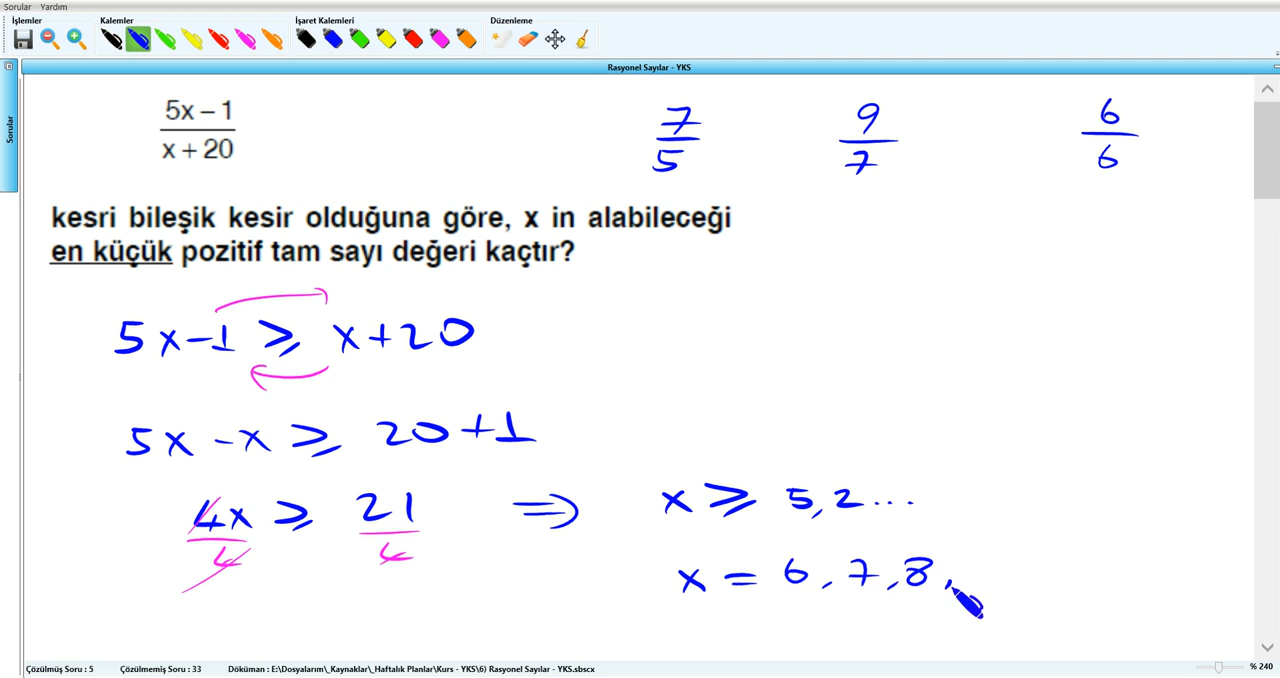 Sorular Yardım
İşlemler Kalemler İşaret Kalemleri Düzenleme
Rasyonel Sayılar - YKS
Sorular
5x – 1
x + 20
7
5
9
7
6
6
kesri bileşik kesir olduğuna göre, x in alabileceği
en küçük pozitif tam sayı değeri kaçtır?
5x-1 ⩾ x+20
5x -x ⩾ 20+1
4x ⩾ 21 ⇒ x ⩾ 5,2...
4 4
x = 6, 7, 8,
Çözülmüş Soru : 5 Çözülmemiş Soru : 33 Döküman : E:\Dosyalarım\_Kaynaklar\_Haftalık Planlar\Kurs - YKS\6) Rasyonel Sayılar - YKS.sbscx % 240